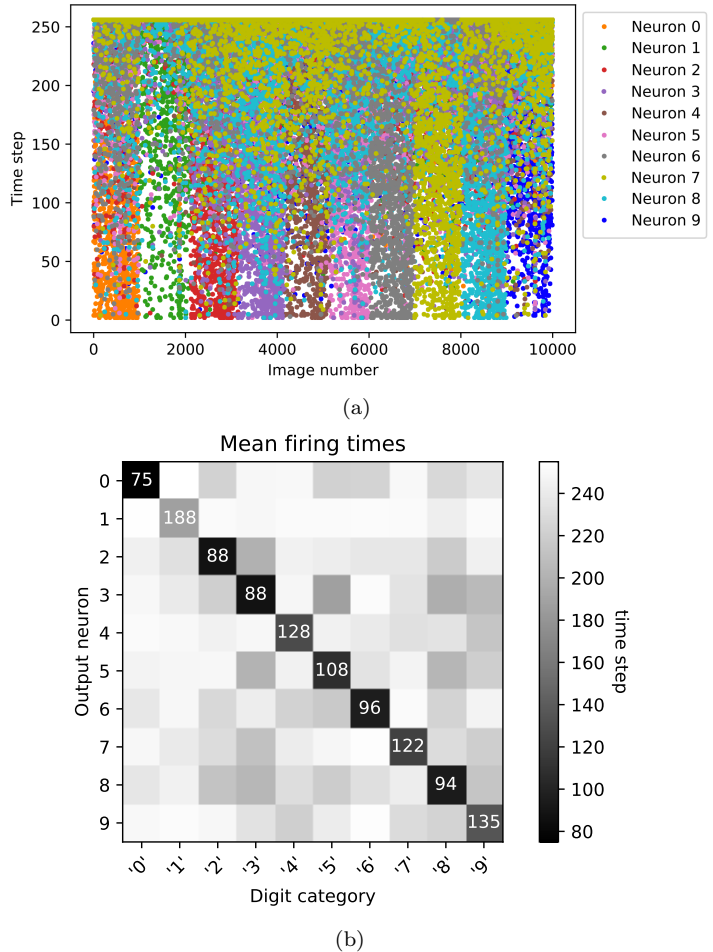 250
200
150
100
50
0
Time step
0 2000 4000 6000 8000 10000
Image number
Neuron 0
Neuron 1
Neuron 2
Neuron 3
Neuron 4
Neuron 5
Neuron 6
Neuron 7
Neuron 8
Neuron 9
(a)
Mean firing times
0
1
2
3
4
5
6
7
8
9
Output neuron
75
188
88
88
128
108
96
122
94
135
'0' '1' '2' '3' '4' '5' '6' '7' '8' '9'
Digit category
240
220
200
180
160
140
120
100
80
time step
(b)